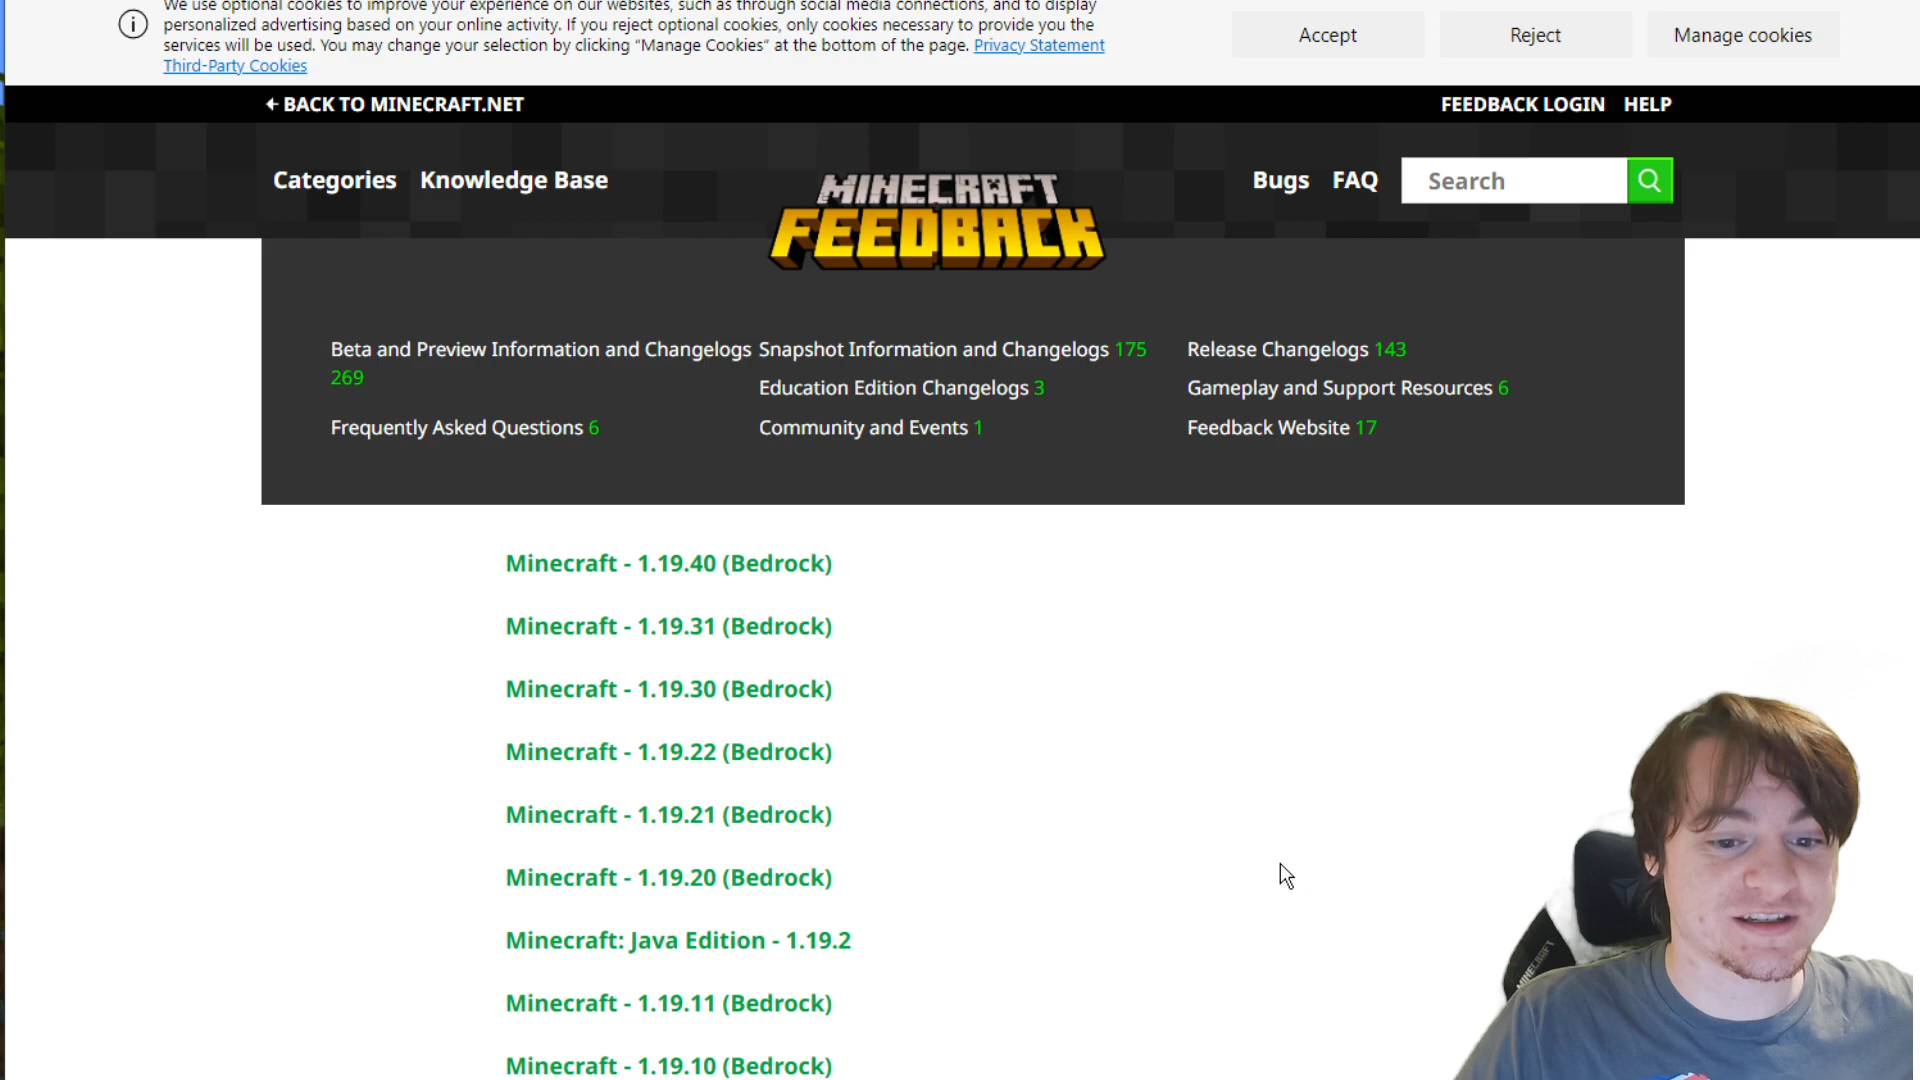 We use optional cookies to improve your experience on our websites, such as through social media connections, and to display
personalized advertising based on your online activity. If you reject optional cookies, only cookies necessary to provide you the
services will be used. You may change your selection by clicking “Manage Cookies” at the bottom of the page. Privacy Statement
Third-Party Cookies
Accept
Reject
Manage cookies
BACK TO MINECRAFT.NET
FEEDBACK LOGIN
HELP
Categories
Knowledge Base
MINECRAFT
FEEDBACK
Bugs
FAQ
Search
Beta and Preview Information and Changelogs
269
Snapshot Information and Changelogs 175
Release Changelogs 143
Education Edition Changelogs 3
Gameplay and Support Resources 6
Frequently Asked Questions 6
Community and Events 1
Feedback Website 17
Minecraft - 1.19.40 (Bedrock)
Minecraft - 1.19.31 (Bedrock)
Minecraft - 1.19.30 (Bedrock)
Minecraft - 1.19.22 (Bedrock)
Minecraft - 1.19.21 (Bedrock)
Minecraft - 1.19.20 (Bedrock)
Minecraft: Java Edition - 1.19.2
Minecraft - 1.19.11 (Bedrock)
Minecraft - 1.19.10 (Bedrock)
MINECRAFT